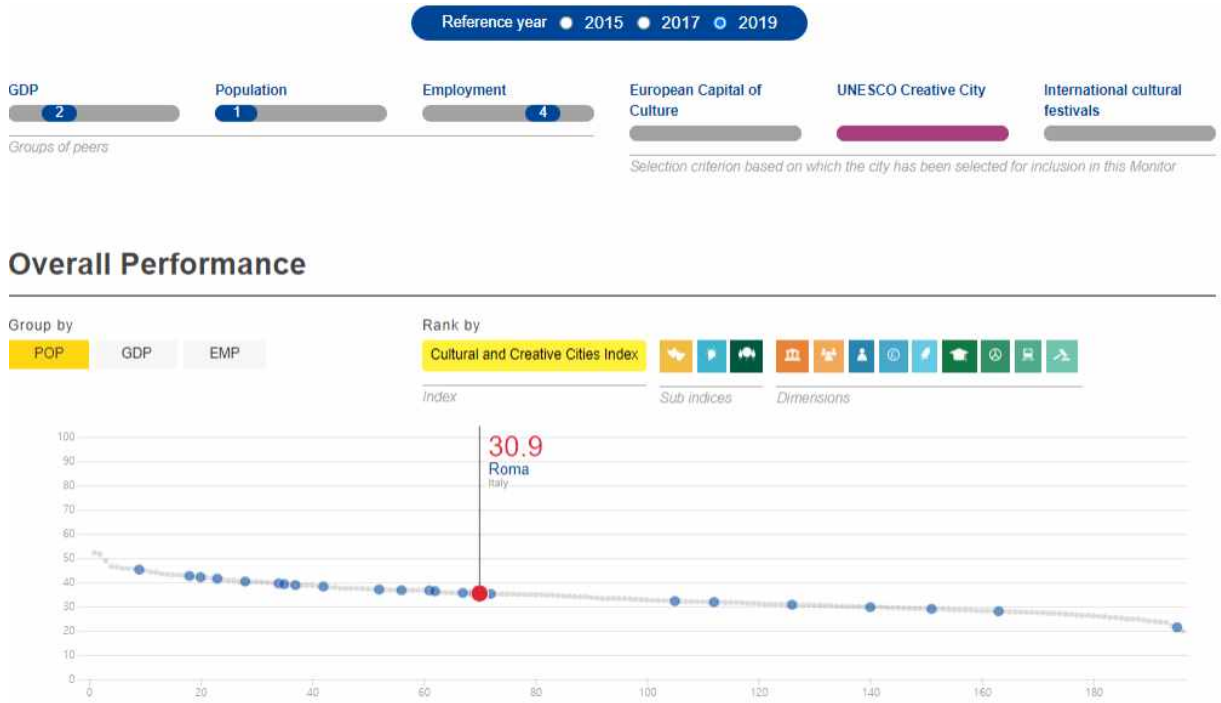 Reference year 2015 2017 2019
GDP Population Employment European Capital of Culture UNESCO Creative City International cultural festivals
2 1 4
Groups of peers
Selection criterion based on which the city has been selected for inclusion in this Monitor
Overall Performance
Group by Rank by
POP GDP EMP Cultural and Creative Cities Index
Index Sub indices Dimensions
100
30.9
90
Roma
80
Italy
70
60
50
40
30
20
10
0
0 20 40 60 80 100 120 140 160 180